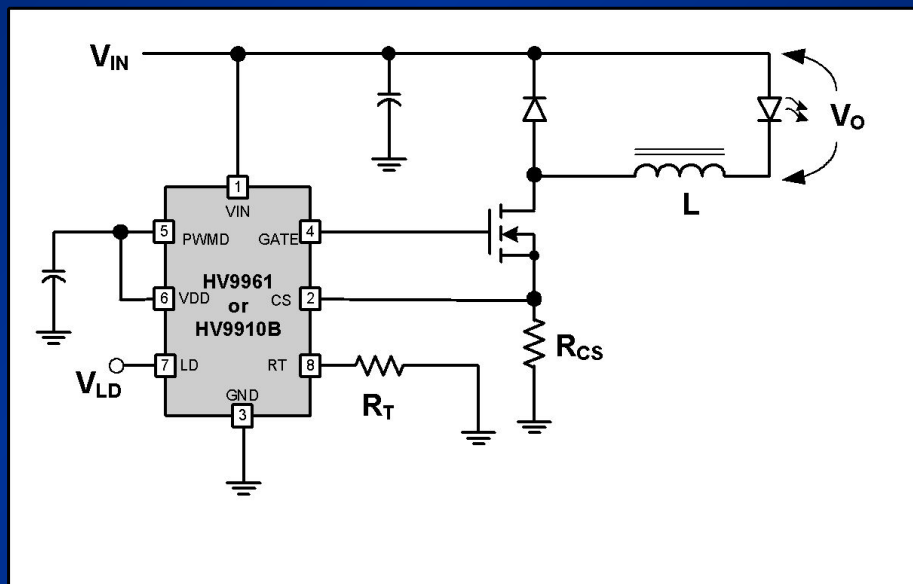 VIN
VO
L
1
VIN
5
PWMD
GATE
4
HV9961
or
HV9910B
6
VDD
CS
2
7
LD
RT
8
VLD
GND
3
RT
RCS